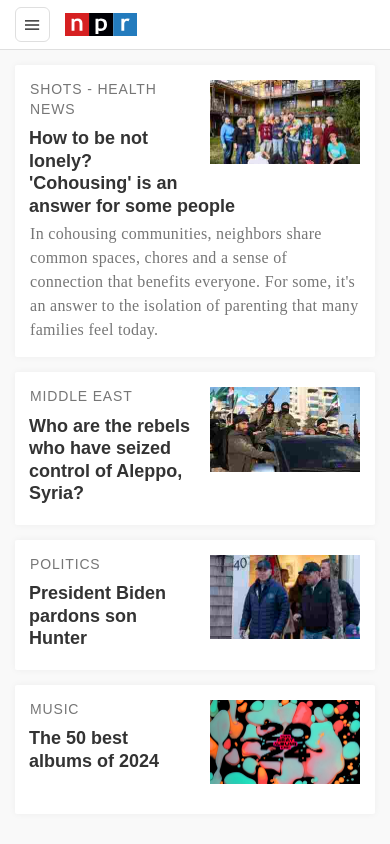 npr
SHOTS - HEALTH
NEWS
How to be not
lonely?
'Cohousing' is an
answer for some people
In cohousing communities, neighbors share
common spaces, chores and a sense of
connection that benefits everyone. For some, it's
an answer to the isolation of parenting that many
families feel today.
MIDDLE EAST
Who are the rebels
who have seized
control of Aleppo,
Syria?
POLITICS
40
President Biden
pardons son
Hunter
MUSIC
The 50 best
albums of 2024
20
24